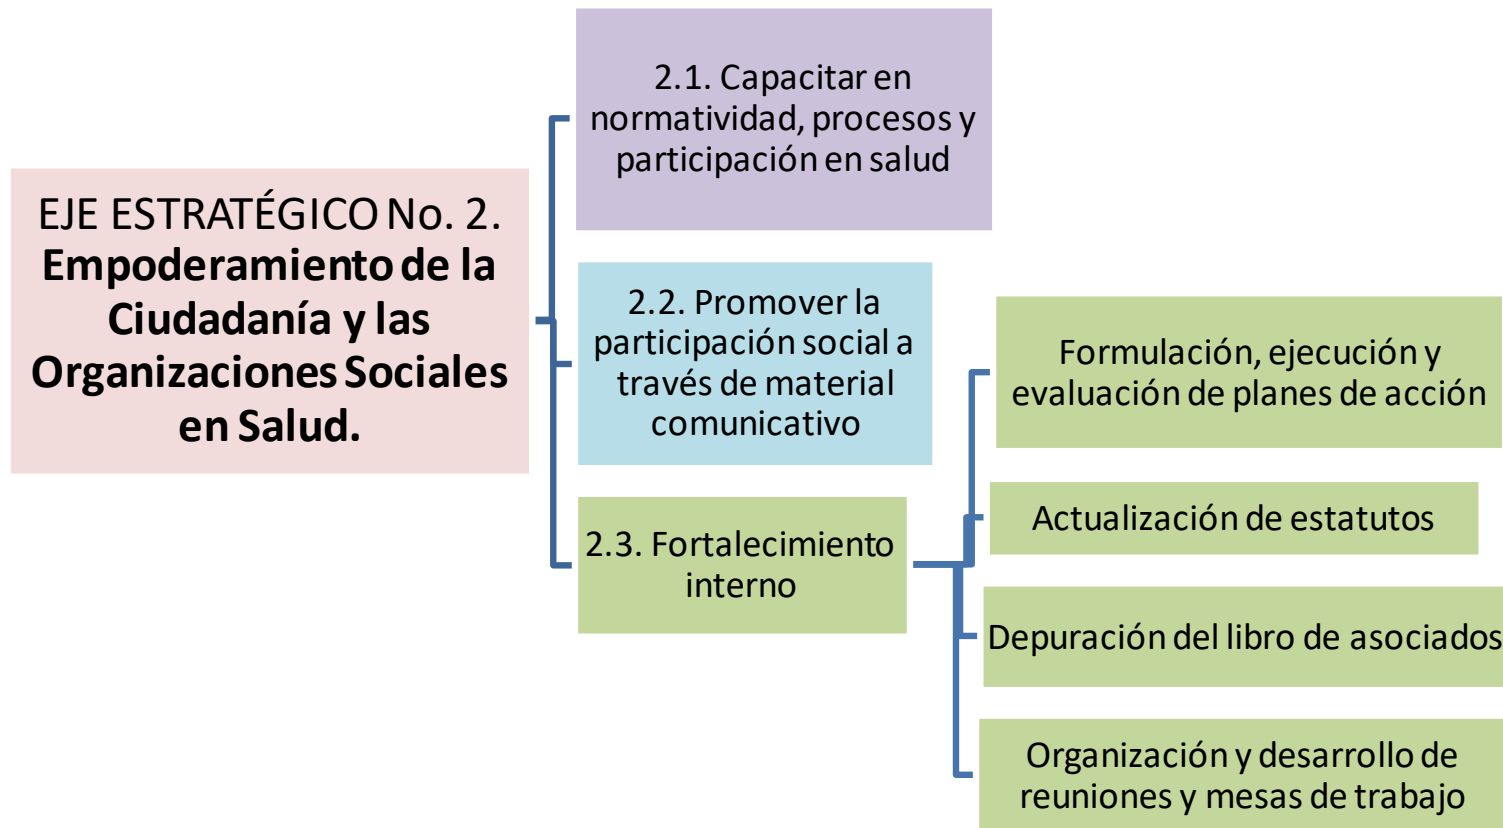 EJE ESTRATÉGICO No. 2.
Empoderamiento de la
Ciudadanía y las
Organizaciones Sociales
en Salud.
2.1. Capacitar en
normatividad, procesos y
participación en salud
2.2. Promover la
participación social a
través de material
comunicativo
2.3. Fortalecimiento
interno
Formulación, ejecución y
evaluación de planes de acción
Actualización de estatutos
Depuración del libro de asociados
Organización y desarrollo de
reuniones y mesas de trabajo